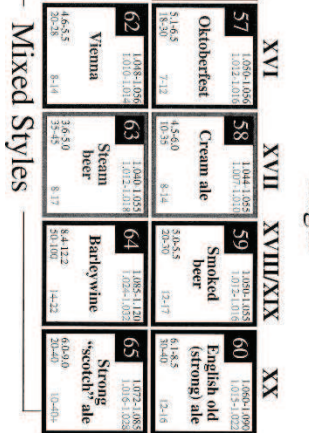 XVI
XVII
XVIII/XIX
XX
57
1.050-1.056
1.012-1.016
Oktoberfest
5.1-6.5
18-30
7-12
58
1.044-1.055
1.007-1.010
Cream ale
4.5-6.0
10-35
8-14
59
1.050-1.055
1.012-1.016
Smoked
beer
5.0-5.5
20-30
12-17
60
1.060-1.090
1.015-1.022
English old
(strong) ale
6.1-8.5
30-40
12-16
62
1.048-1.056
1.010-1.014
Vienna
4.6-5.5
20-28
8-14
63
1.040-1.055
1.012-1.018
Steam
beer
3.6-5.0
35-45
8-17
64
1.085-1.120
1.024-1.032
Barleywine
8.4-12.2
50-100
14-22
65
1.072-1.085
1.016-1.028
Strong
“scotch” ale
6.0-9.0
20-40
10-40+
Mixed Styles